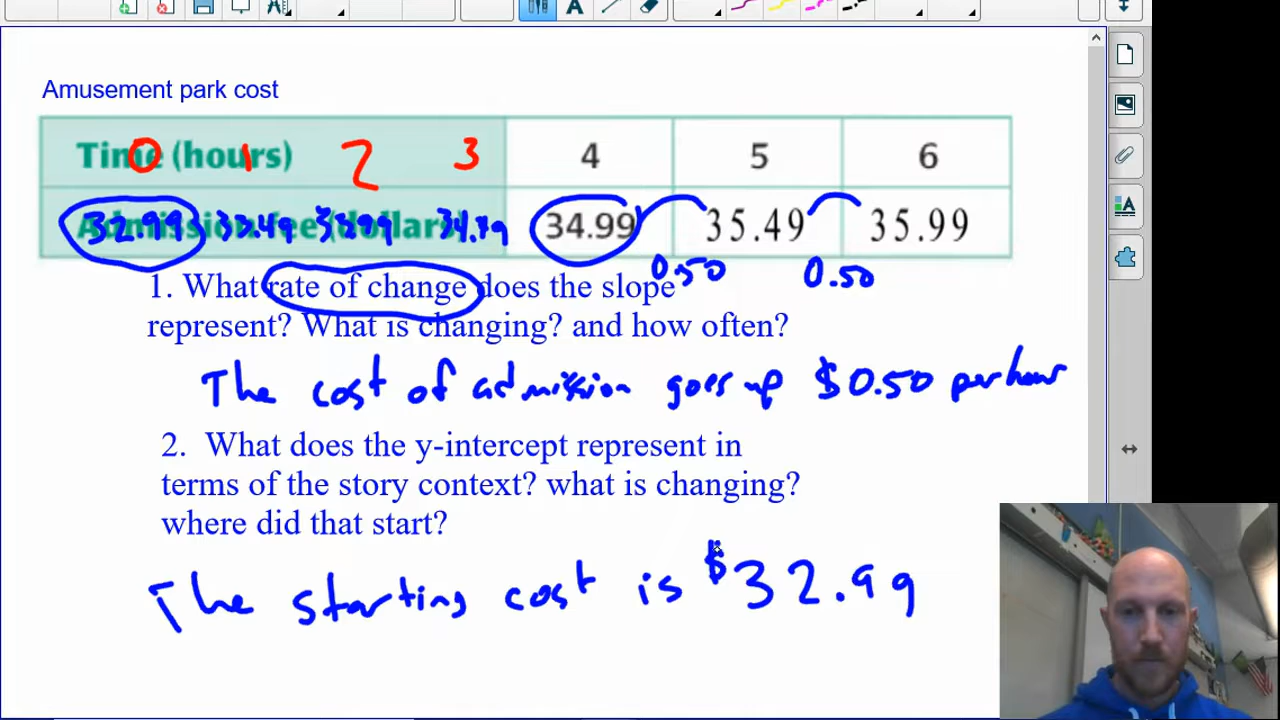 Amusement park cost
Time (hours) 0 1 2 3 4 5 6
Admission fee (dollars) 32.99 34.99 35.49 35.99
0.50 0.50
1. What rate of change does the slope
represent? What is changing? and how often?
The cost of admission goes up $0.50 per hour
2. What does the y-intercept represent in
terms of the story context? what is changing?
where did that start?
The starting cost is $32.99